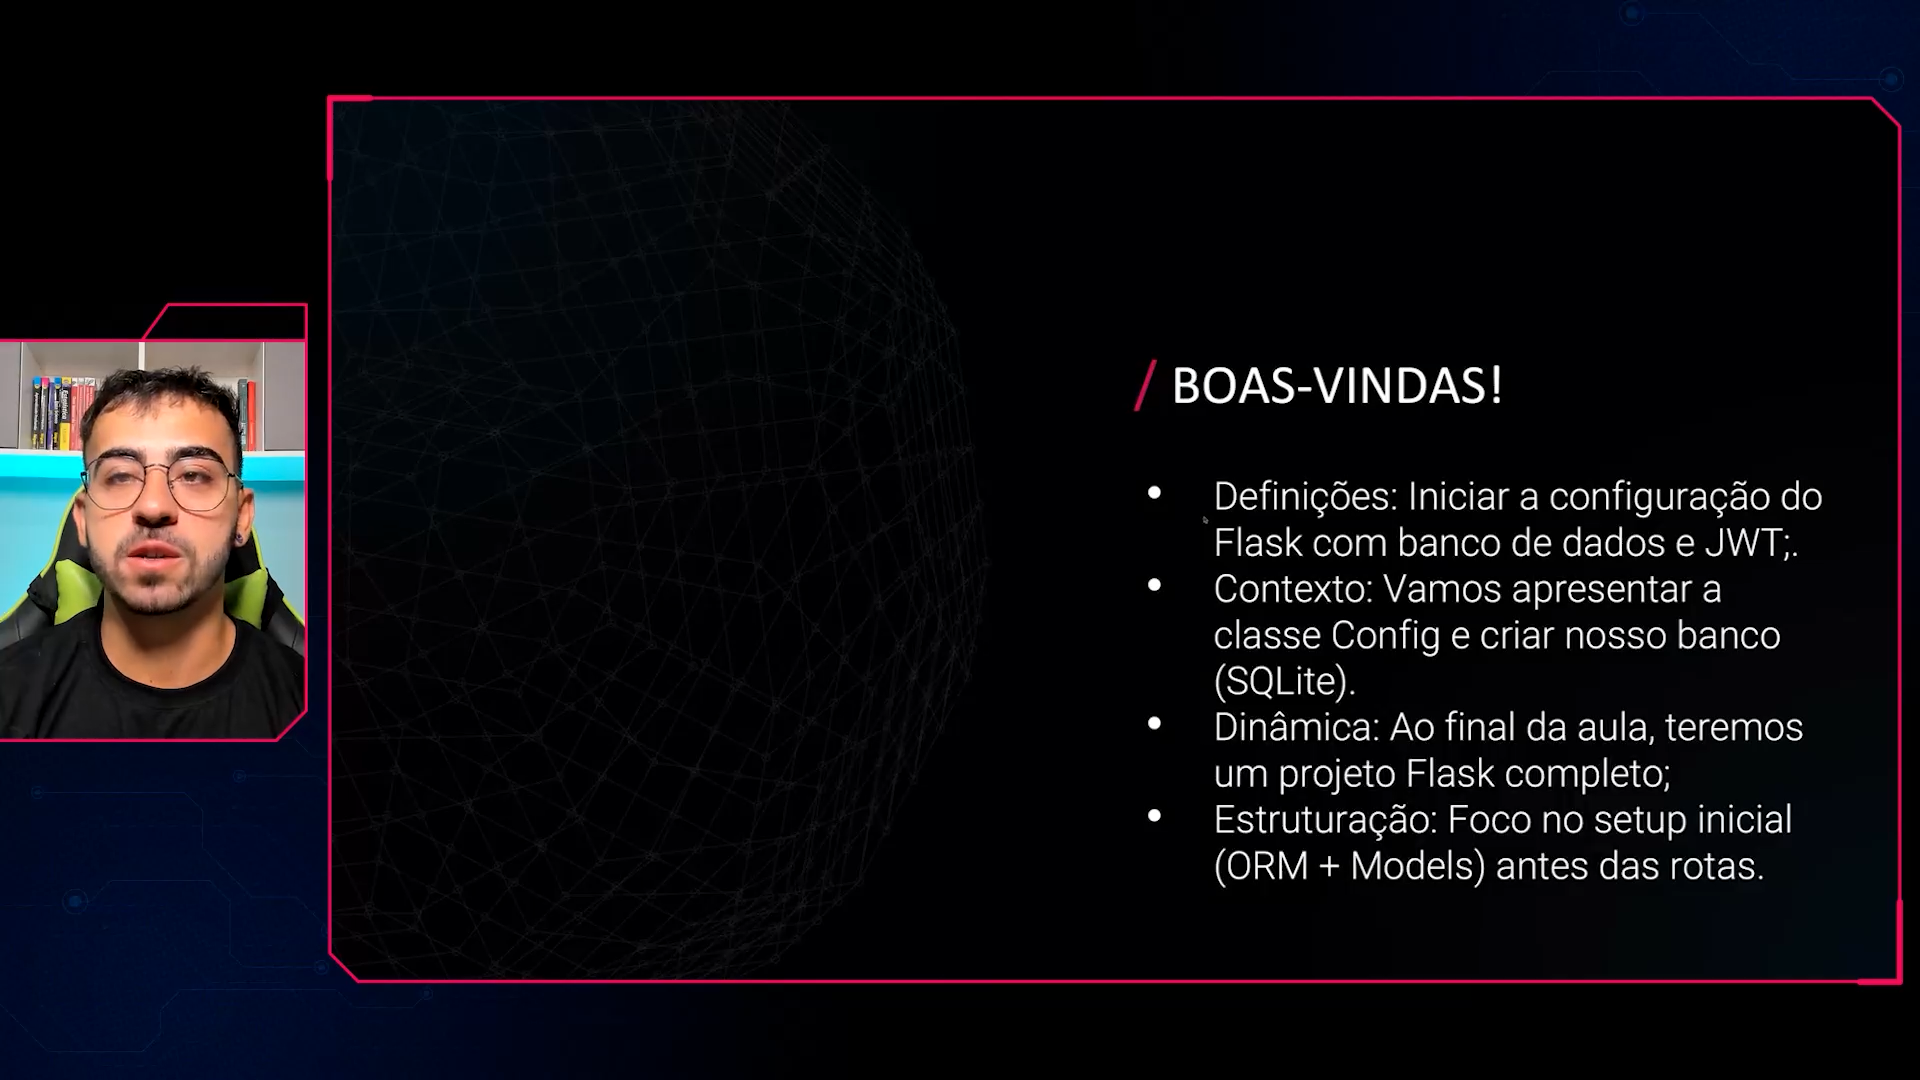 / BOAS-VINDAS!
• Definições: Iniciar a configuração do
Flask com banco de dados e JWT;.
• Contexto: Vamos apresentar a
classe Config e criar nosso banco
(SQLite).
• Dinâmica: Ao final da aula, teremos
um projeto Flask completo;
• Estruturação: Foco no setup inicial
(ORM + Models) antes das rotas.